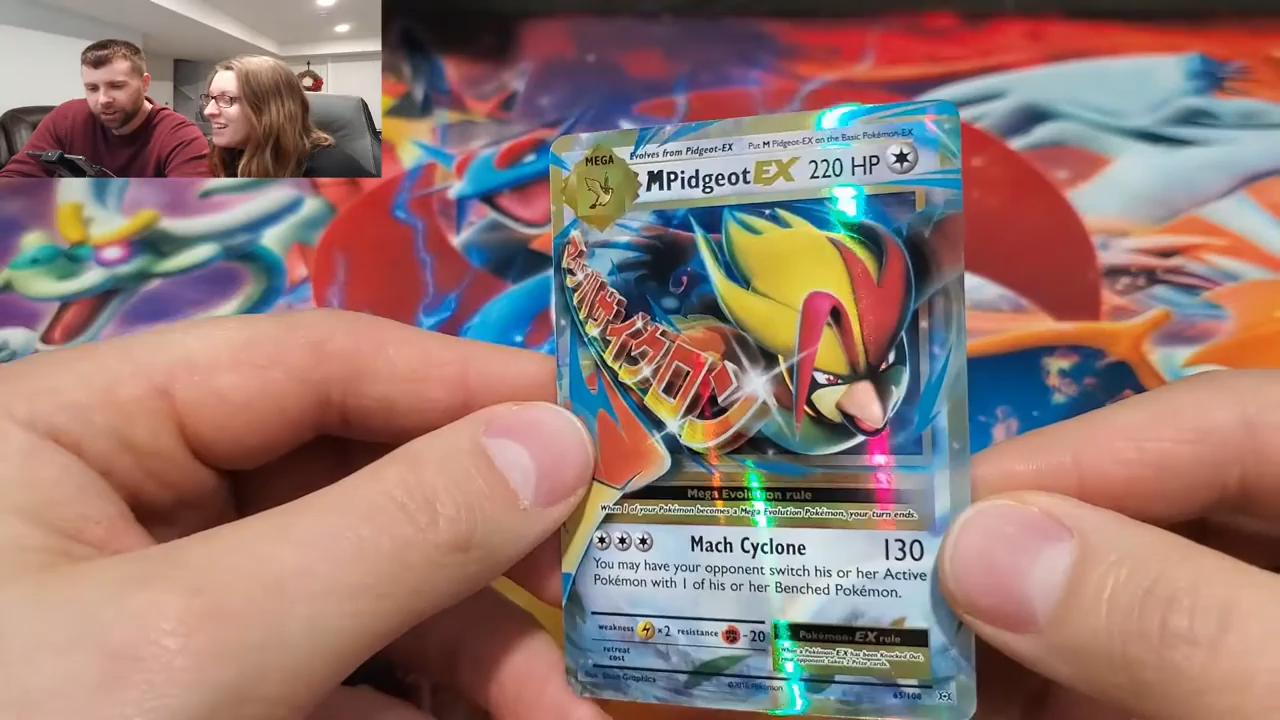 Evolves from Pidgeot-EX
Put M Pidgeot-EX on the Basic Pokémon-EX
MEGA
MPidgeotEX 220 HP
マッハサイクロン
Mega Evolution rule
When 1 of your Pokémon becomes a Mega Evolution Pokémon, your turn ends.
Mach Cyclone 130
You may have your opponent switch his or her Active
Pokémon with 1 of his or her Benched Pokémon.
weakness ×2 resistance -20
retreat
cost
Pokémon-EX rule
When a Pokémon-EX has been Knocked Out,
your opponent takes 2 Prize cards.
Illus. 5ban Graphics
©2016 Pokémon
65/108